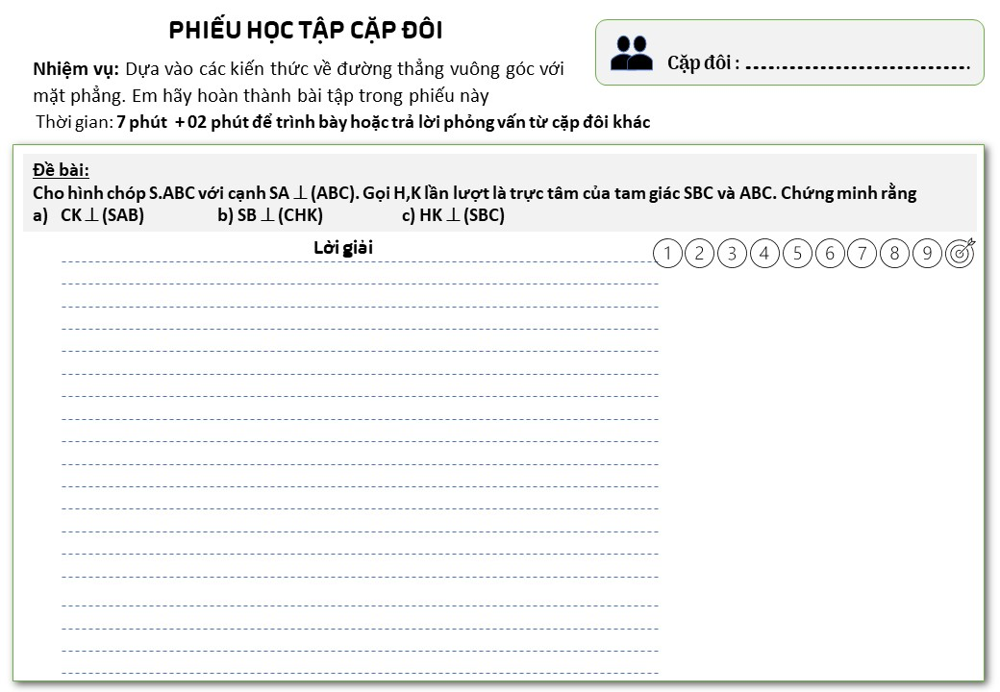 PHIẾU HỌC TẬP CẶP ĐÔI
Cặp đôi : ........................................
Nhiệm vụ: Dựa vào các kiến thức về đường thẳng vuông góc với
mặt phẳng. Em hãy hoàn thành bài tập trong phiếu này
Thời gian: 7 phút + 02 phút để trình bày hoặc trả lời phỏng vấn từ cặp đôi khác
Đề bài:
Cho hình chóp S.ABC với cạnh SA ⊥ (ABC). Gọi H,K lần lượt là trực tâm của tam giác SBC và ABC. Chứng minh rằng
a) CK ⊥ (SAB) b) SB ⊥ (CHK) c) HK ⊥ (SBC)
Lời giải
1 2 3 4 5 6 7 8 9